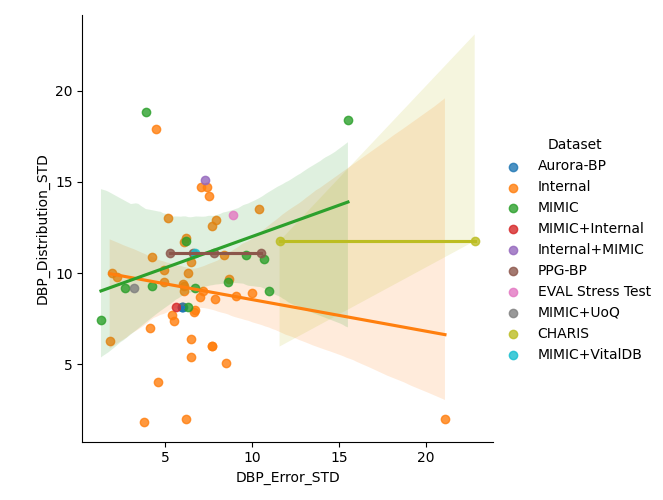 20
15
10
5
DBP_Distribution_STD
5
10
15
20
DBP_Error_STD
Dataset
Aurora-BP
Internal
MIMIC
MIMIC+Internal
Internal+MIMIC
PPG-BP
EVAL Stress Test
MIMIC+UoQ
CHARIS
MIMIC+VitalDB